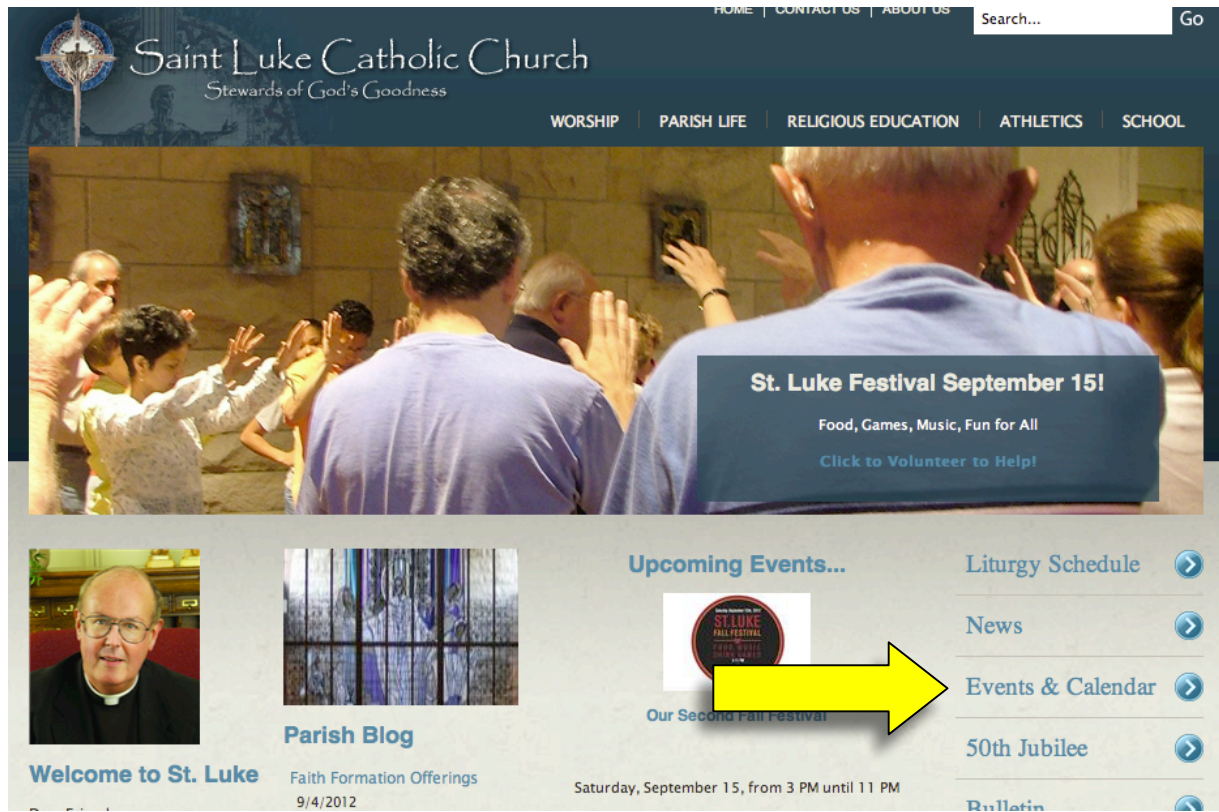 HOME | CONTACT US | ABOUT US
Search...
Go
Saint Luke Catholic Church
Stewards of God's Goodness
WORSHIP
PARISH LIFE
RELIGIOUS EDUCATION
ATHLETICS
SCHOOL
St. Luke Festival September 15!
Food, Games, Music, Fun for All
Click to Volunteer to Help!
Welcome to St. Luke
Parish Blog
Faith Formation Offerings
9/4/2012
Upcoming Events...
ST. LUKE
FALL FESTIVAL
Our Second Fall Festival
Saturday, September 15, from 3 PM until 11 PM
Liturgy Schedule
News
Events & Calendar
50th Jubilee
Bulletin